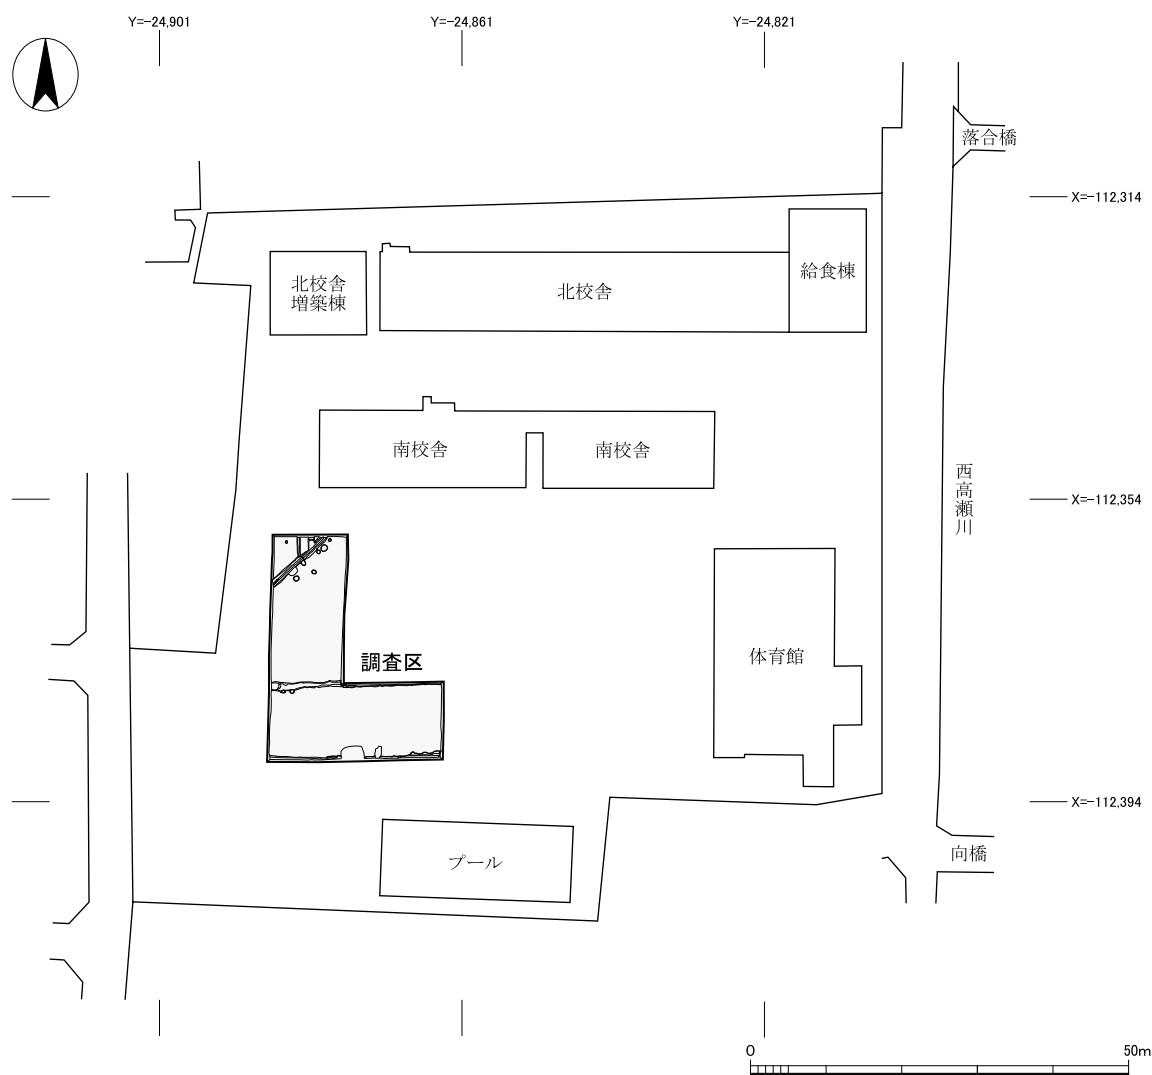 Y=-24,901
Y=-24,861
Y=-24,821
落合橋
X=-112,314
給食棟
北校舎
増築棟
北校舎
南校舎
南校舎
西高瀬川
X=-112,354
調査区
体育館
X=-112,394
プール
向橋
0
50m